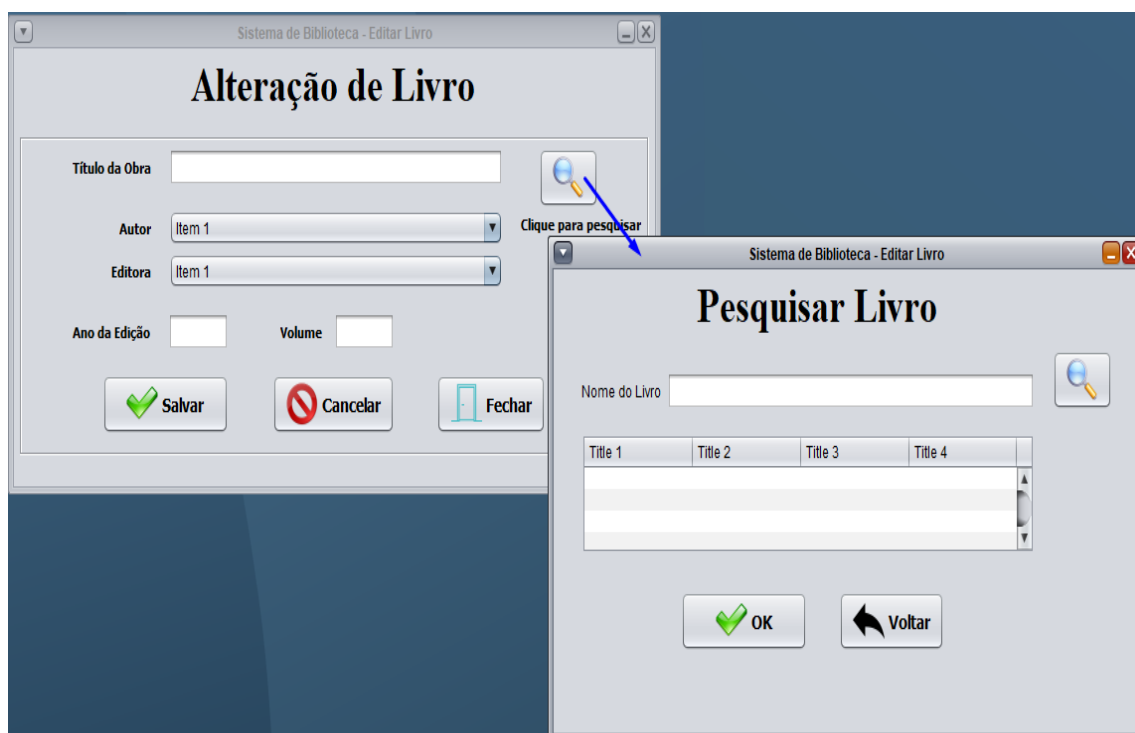 Sistema de Biblioteca - Editar Livro
Alteração de Livro
Título da Obra
Autor Item 1
Clique para pesquisar
Editora Item 1
Ano da Edição Volume
Salvar Cancelar Fechar
Sistema de Biblioteca - Editar Livro
Pesquisar Livro
Nome do Livro
Title 1 Title 2 Title 3 Title 4
OK Voltar